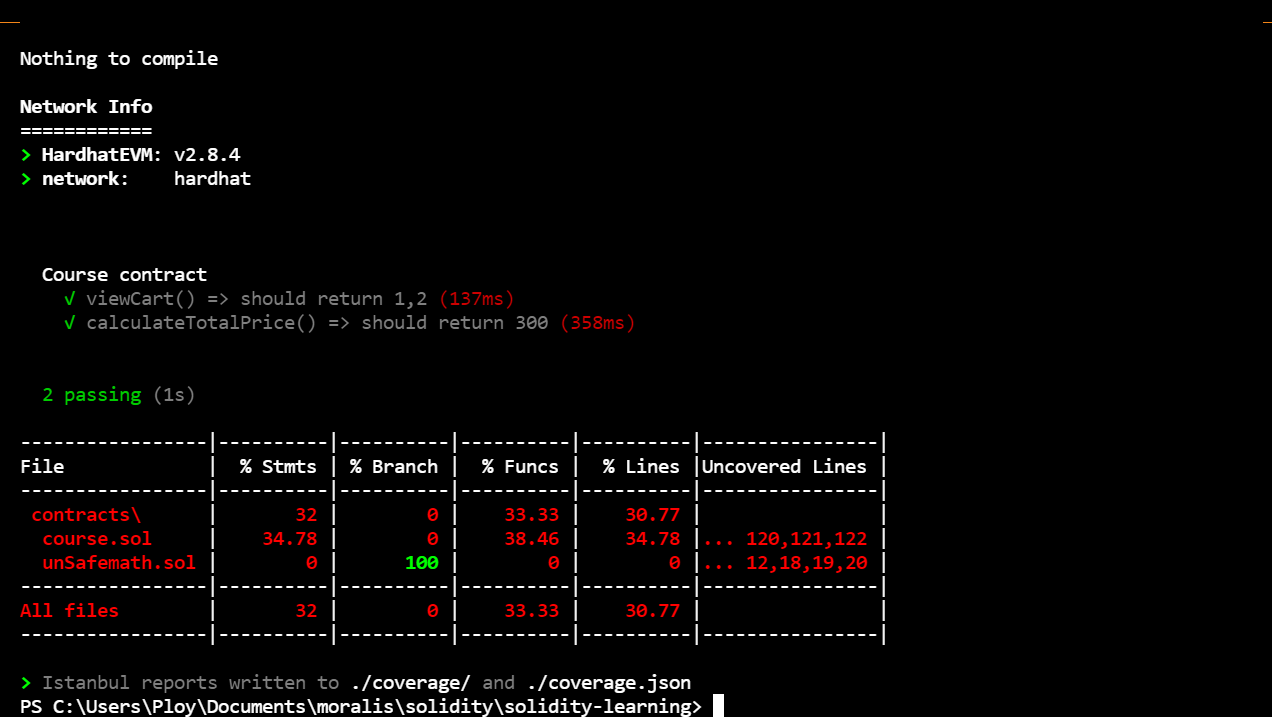 Nothing to compile
Network Info
============
> HardhatEVM: v2.8.4
> network:    hardhat
Course contract
√ viewCart() => should return 1,2 (137ms)
√ calculateTotalPrice() => should return 300 (358ms)
2 passing (1s)
-----------------|----------|----------|----------|----------|----------------|
File             |  % Stmts | % Branch |  % Funcs |  % Lines |Uncovered Lines |
-----------------|----------|----------|----------|----------|----------------|
 contracts\      |       32 |        0 |    33.33 |    30.77 |                |
  course.sol     |    34.78 |        0 |    38.46 |    34.78 |... 120,121,122 |
  unSafemath.sol |        0 |      100 |        0 |        0 |... 12,18,19,20 |
-----------------|----------|----------|----------|----------|----------------|
All files        |       32 |        0 |    33.33 |    30.77 |                |
-----------------|----------|----------|----------|----------|----------------|
> Istanbul reports written to ./coverage/ and ./coverage.json
PS C:\Users\Ploy\Documents\moralis\solidity\solidity-learning>